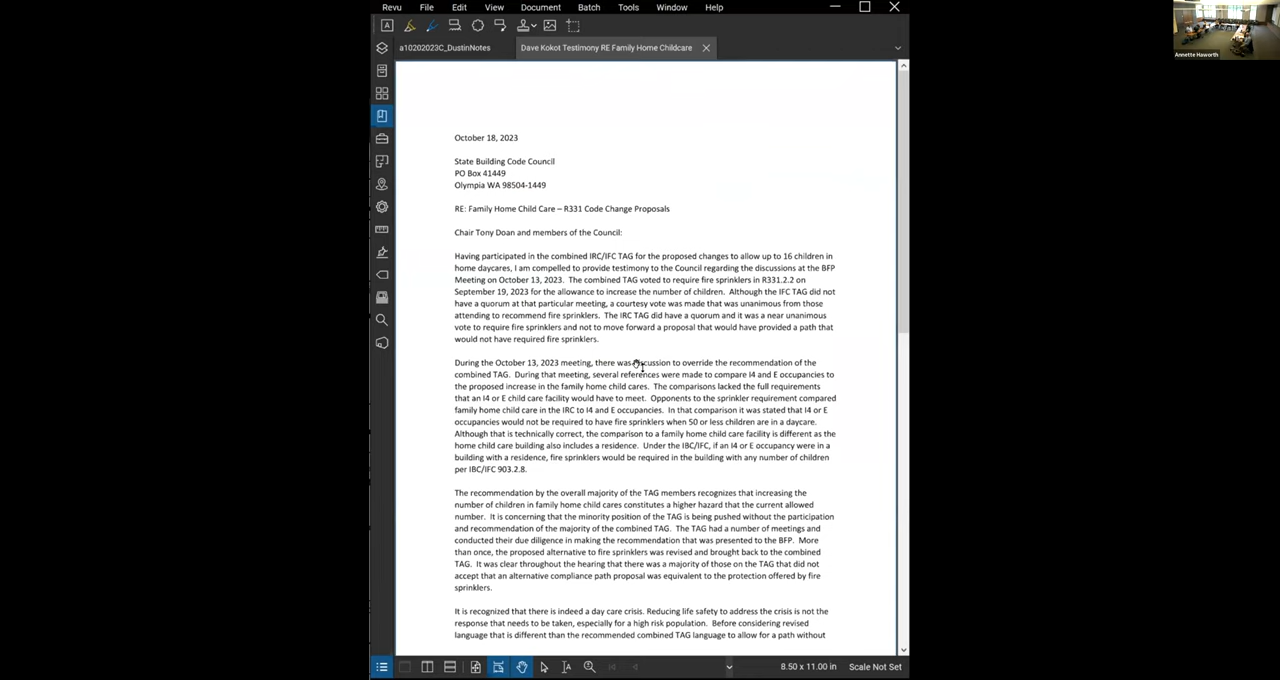 Revu File Edit View Document Batch Tools Window Help
a10202023C_DustinNotes Dave Kokot Testimony RE Family Home Childcare
October 18, 2023
State Building Code Council
PO Box 41449
Olympia WA 98504-1449
RE: Family Home Child Care – R331 Code Change Proposals
Chair Tony Doan and members of the Council:
Having participated in the combined IRC/IFC TAG for the proposed changes to allow up to 16 children in
home daycares, I am compelled to provide testimony to the Council regarding the discussions at the BFP
Meeting on October 13, 2023. The combined TAG voted to require fire sprinklers in R331.2.2 on
September 19, 2023 for the allowance to increase the number of children. Although the IFC TAG did not
have a quorum at that particular meeting, a courtesy vote was made that was unanimous from those
attending to recommend fire sprinklers. The IRC TAG did have a quorum and it was a near unanimous
vote to require fire sprinklers and not to move forward a proposal that would have provided a path that
would not have required fire sprinklers.
During the October 13, 2023 meeting, there was discussion to override the recommendation of the
combined TAG. During that meeting, several references were made to compare I4 and E occupancies to
the proposed increase in the family home child cares. The comparisons lacked the full requirements
that an I4 or E child care facility would have to meet. Opponents to the sprinkler requirement compared
family home child care in the IRC to I4 and E occupancies. In that comparison it was stated that I4 or E
occupancies would not be required to have fire sprinklers when 50 or less children are in a daycare.
Although that is technically correct, the comparison to a family home child care facility is different as the
home child care building also includes a residence. Under the IBC/IFC, if an I4 or E occupancy were in a
building with a residence, fire sprinklers would be required in the building with any number of children
per IBC/IFC 903.2.8.
The recommendation by the overall majority of the TAG members recognizes that increasing the
number of children in family home child cares constitutes a higher hazard that the current allowed
number. It is concerning that the minority position of the TAG is being pushed without the participation
and recommendation of the majority of the combined TAG. The TAG had a number of meetings and
conducted their due diligence in making the recommendation that was presented to the BFP. More
than once, the proposed alternative to fire sprinklers was revised and brought back to the combined
TAG. It was clear throughout the hearing that there was a majority of those on the TAG that did not
accept that an alternative compliance path proposal was equivalent to the protection offered by fire
sprinklers.
It is recognized that there is indeed a day care crisis. Reducing life safety to address the crisis is not the
response that needs to be taken, especially for a high risk population. Before considering revised
language that is different than the recommended combined TAG language to allow for a path without
8.50 x 11.00 in Scale Not Set
Annette Haworth